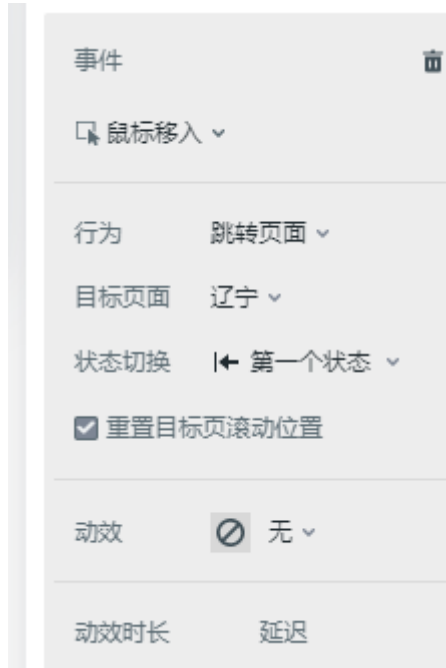 事件
鼠标移入
行为 跳转页面
目标页面 辽宁
状态切换 第一个状态
重置目标页滚动位置
动效 无
动效时长 延迟